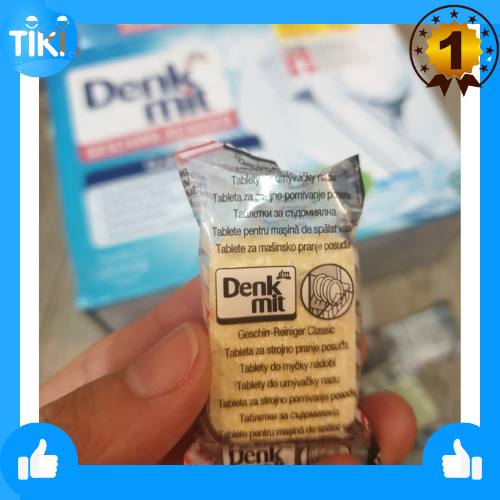 TIKI
1
Denk
mit
Tablety do umývačky riadu
Tableta za strojno pomivanje posode
Таблетки за съдомиялна
Tablete pentru mașină de spălat vase
Tablete za mašinsko pranje posuđa
dm
Denk
mit
Geschirr-Reiniger Classic
Tableta za strojno pranje posuđa
Tablety do myčky nádobí
Tablety do umývačky riadu
Tableta za strojno pomivanje posode
Таблетки за съдомиялна
Tablete pentru mașină de spălat vase
Denk